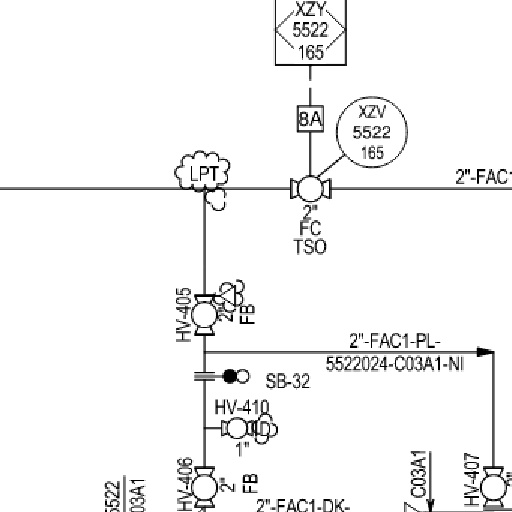 XZY
5522
165
8A
XZV
5522
165
LPT
2"-FAC1
2"
FC
TSO
HV-405
2"
FB
2"-FAC1-PL-
5522024-C03A1-NI
SB-32
HV-410
1"
HV-406
2"
FB
C03A1
HV-407
5522
03A1
2"-FAC1-DK-